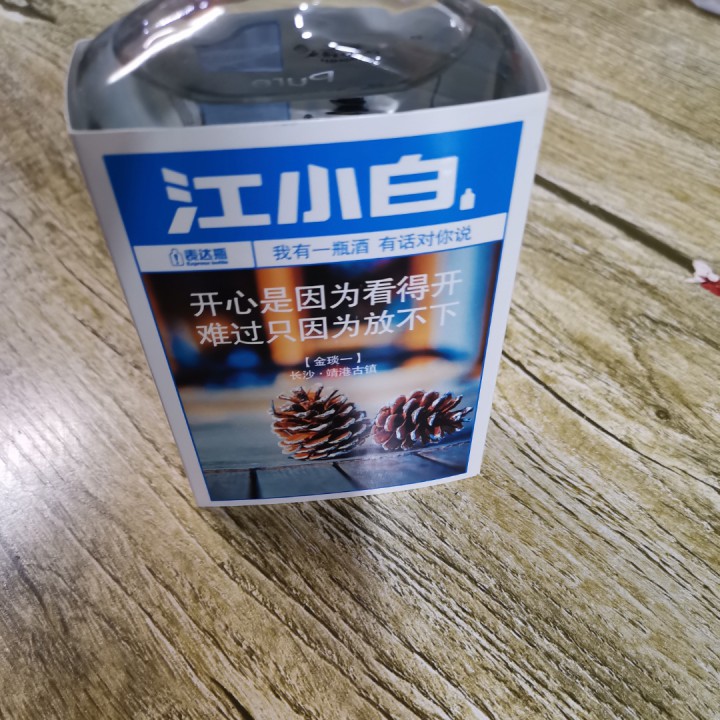 Pure
江小白
表达瓶
我有一瓶酒 有话对你说
开心是因为看得开
难过只因为放不下
【金琰一】
长沙·靖港古镇